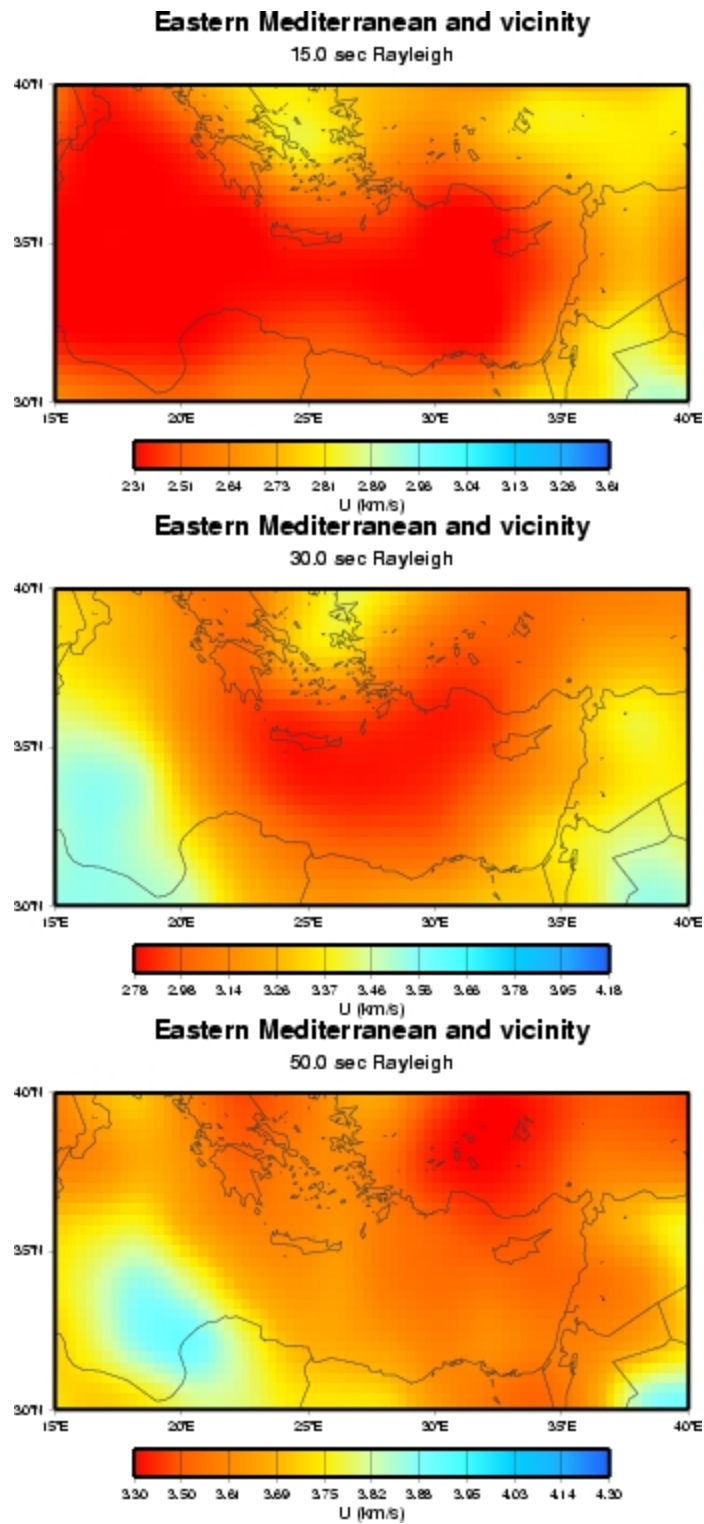 Eastern Mediterranean and vicinity
15.0 sec Rayleigh
40°N
35°N
30°N
15°E 20°E 25°E 30°E 35°E 40°E
2.31 2.51 2.64 2.73 2.81 2.89 2.96 3.04 3.13 3.26 3.61
U (km/s)
Eastern Mediterranean and vicinity
30.0 sec Rayleigh
40°N
35°N
30°N
15°E 20°E 25°E 30°E 35°E 40°E
2.78 2.98 3.14 3.26 3.37 3.46 3.56 3.66 3.78 3.95 4.18
U (km/s)
Eastern Mediterranean and vicinity
50.0 sec Rayleigh
40°N
35°N
30°N
15°E 20°E 25°E 30°E 35°E 40°E
3.30 3.50 3.61 3.69 3.75 3.82 3.88 3.95 4.03 4.14 4.30
U (km/s)